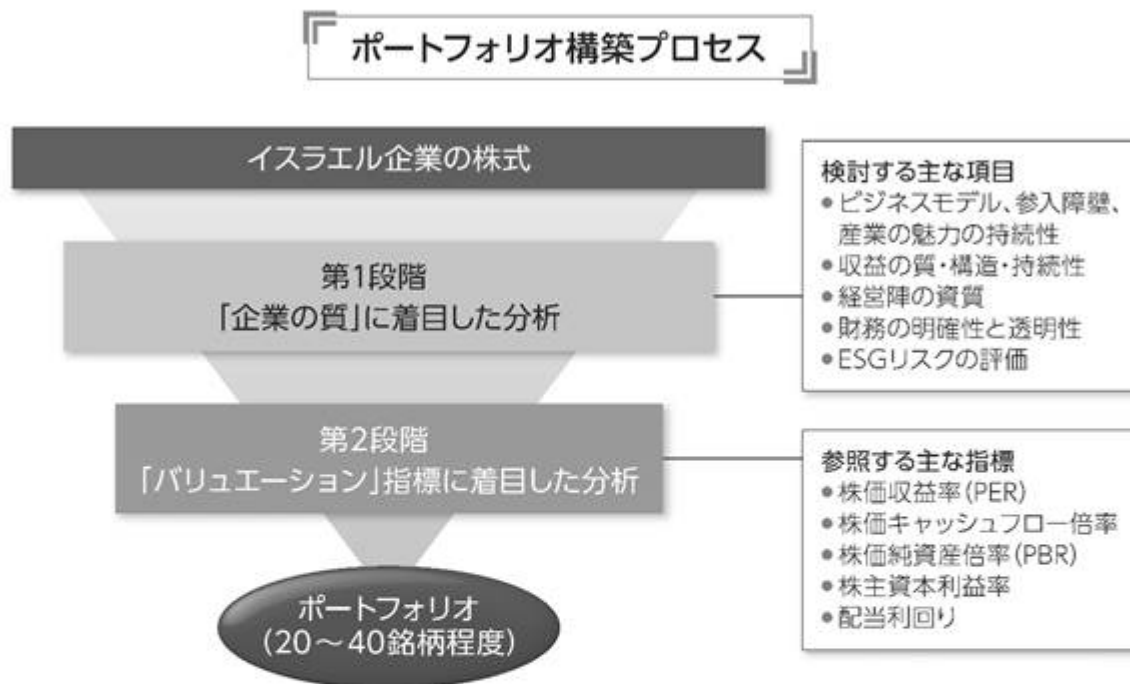 ポートフォリオ構築プロセス
イスラエル企業の株式
第1段階
「企業の質」に着目した分析
検討する主な項目
●ビジネスモデル、参入障壁、
産業の魅力の持続性
●収益の質・構造・持続性
●経営陣の資質
●財務の明確性と透明性
●ESGリスクの評価
第2段階
「バリュエーション」指標に着目した分析
参照する主な指標
●株価収益率(PER)
●株価キャッシュフロー倍率
●株価純資産倍率(PBR)
●株主資本利益率
●配当利回り
ポートフォリオ
(20〜40銘柄程度)